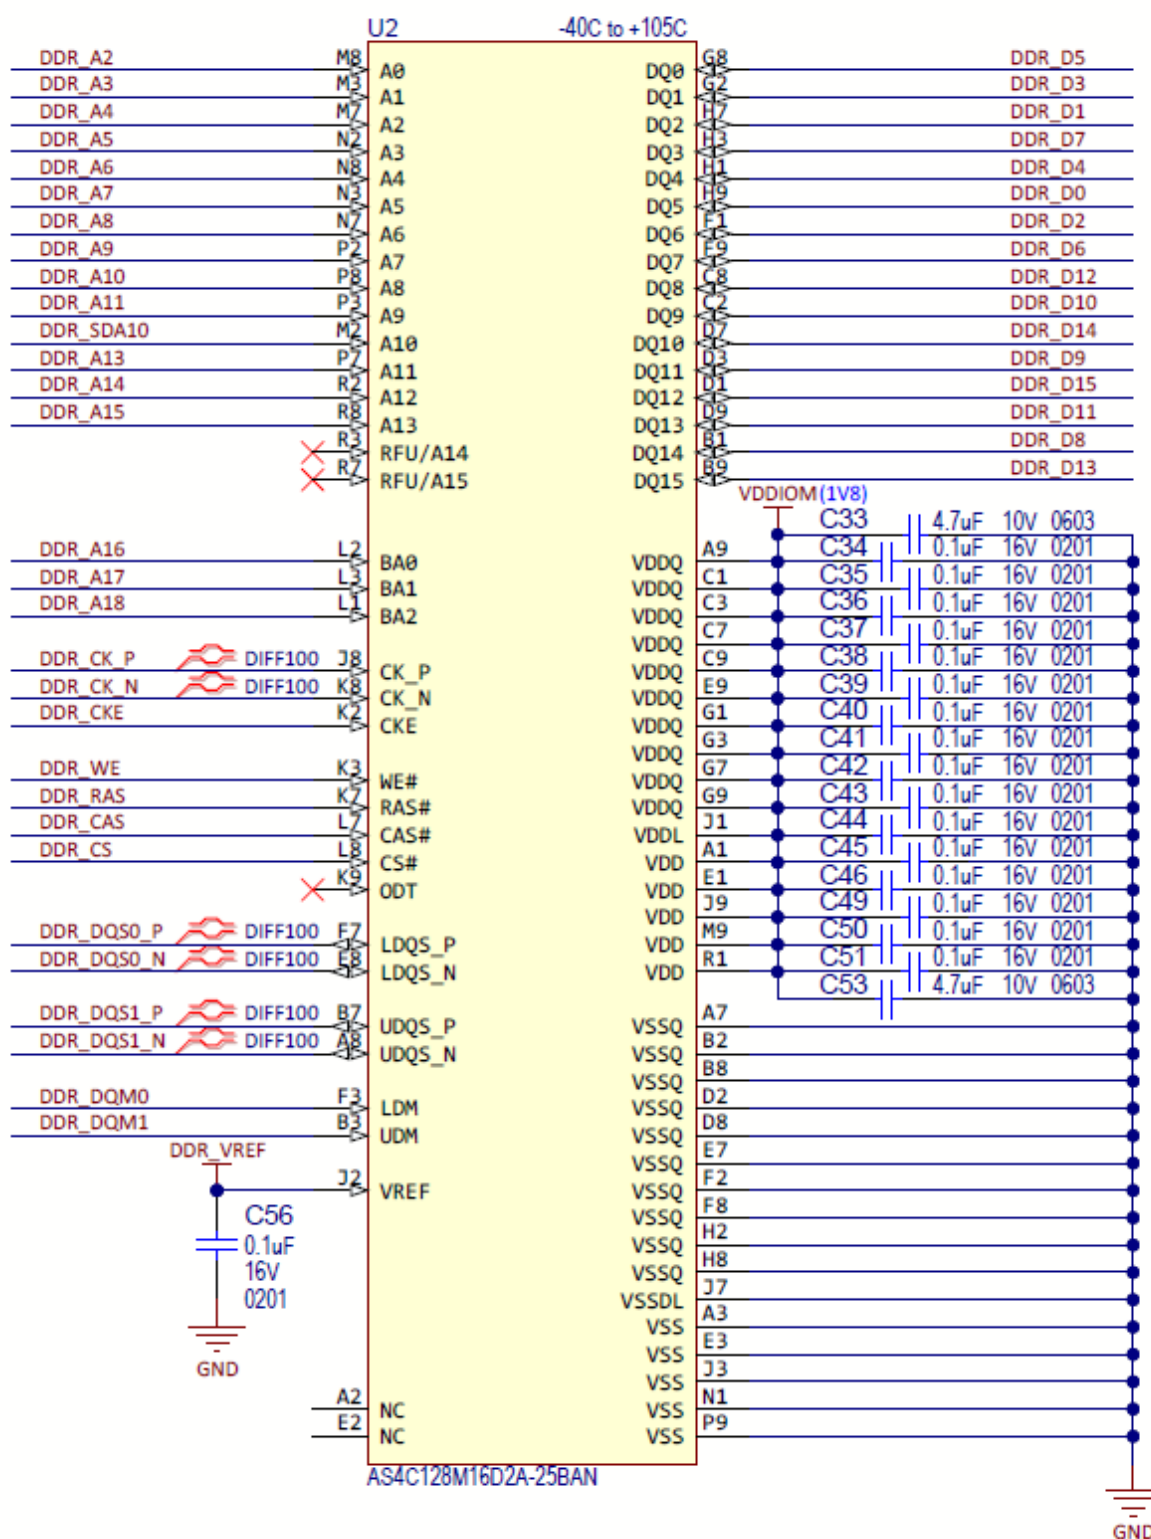 U2 -40C to +105C
DDR_A2 M8 A0 DQ0 G8 DDR_D5
DDR_A3 M3 A1 DQ1 G2 DDR_D3
DDR_A4 M7 A2 DQ2 H7 DDR_D1
DDR_A5 N2 A3 DQ3 H3 DDR_D7
DDR_A6 N8 A4 DQ4 H1 DDR_D4
DDR_A7 N3 A5 DQ5 H9 DDR_D0
DDR_A8 N7 A6 DQ6 F1 DDR_D2
DDR_A9 P2 A7 DQ7 F9 DDR_D6
DDR_A10 P8 A8 DQ8 C8 DDR_D12
DDR_A11 P3 A9 DQ9 C2 DDR_D10
DDR_SDA10 M2 A10 DQ10 D7 DDR_D14
DDR_A13 P7 A11 DQ11 D3 DDR_D9
DDR_A14 R2 A12 DQ12 D1 DDR_D15
DDR_A15 R8 A13 DQ13 D9 DDR_D11
R3 RFU/A14 DQ14 B1 DDR_D8
R7 RFU/A15 DQ15 B9 DDR_D13
VDDIOM(1V8)
C33 4.7uF 10V 0603
DDR_A16 L2 BA0 VDDQ A9 C34 0.1uF 16V 0201
DDR_A17 L3 BA1 VDDQ C1 C35 0.1uF 16V 0201
DDR_A18 L1 BA2 VDDQ C3 C36 0.1uF 16V 0201
VDDQ C7 C37 0.1uF 16V 0201
DDR_CK_P DIFF100 J8 CK_P VDDQ C9 C38 0.1uF 16V 0201
DDR_CK_N DIFF100 K8 CK_N VDDQ E9 C39 0.1uF 16V 0201
DDR_CKE K2 CKE VDDQ G1 C40 0.1uF 16V 0201
VDDQ G3 C41 0.1uF 16V 0201
DDR_WE K3 WE# VDDQ G7 C42 0.1uF 16V 0201
DDR_RAS K7 RAS# VDDQ G9 C43 0.1uF 16V 0201
DDR_CAS L7 CAS# VDDL J1 C44 0.1uF 16V 0201
DDR_CS L8 CS# VDD A1 C45 0.1uF 16V 0201
K9 ODT VDD E1 C46 0.1uF 16V 0201
VDD J9 C49 0.1uF 16V 0201
DDR_DQS0_P DIFF100 F7 LDQS_P VDD M9 C50 0.1uF 16V 0201
DDR_DQS0_N DIFF100 E8 LDQS_N VDD R1 C51 0.1uF 16V 0201
C53 4.7uF 10V 0603
DDR_DQS1_P DIFF100 B7 UDQS_P VSSQ A7
DDR_DQS1_N DIFF100 A8 UDQS_N VSSQ B2
VSSQ B8
DDR_DQM0 F3 LDM VSSQ D2
DDR_DQM1 B3 UDM VSSQ D8
DDR_VREF VSSQ E7
J2 VREF VSSQ F2
C56 VSSQ F8
0.1uF VSSQ H2
16V VSSQ H8
0201 VSSDL J7
VSS A3
VSS E3
GND VSS J3
A2 NC VSS N1
E2 NC VSS P9
AS4C128M16D2A-25BAN
GND